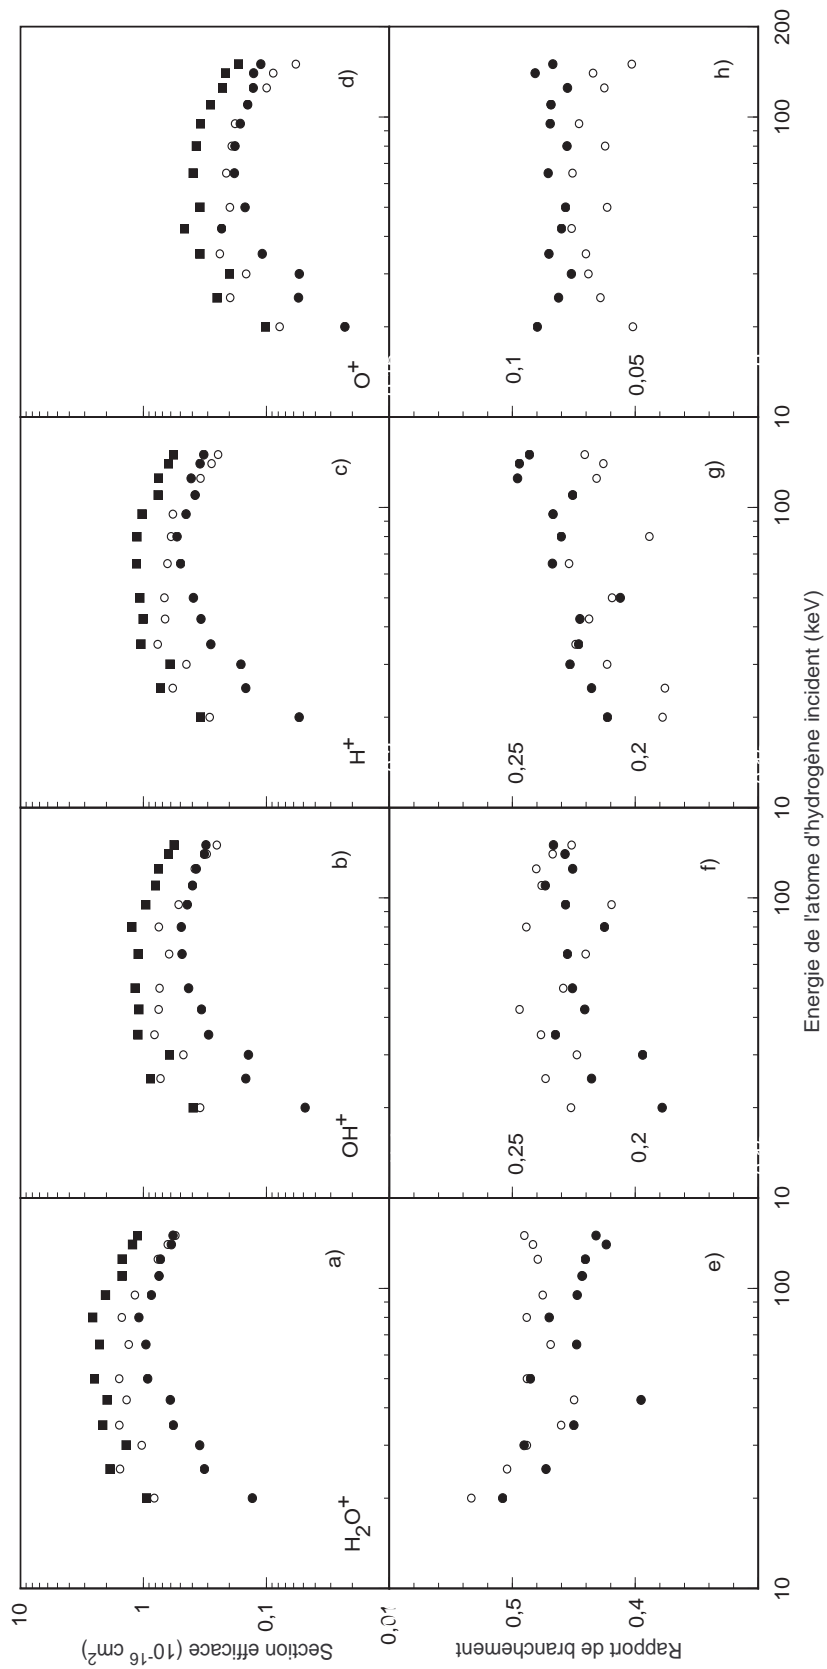 Section efficace (10⁻¹⁶ cm²)
10
1
0,1
0,01
H₂O⁺
a)
OH⁺
b)
H⁺
c)
O⁺
d)
Rapport de branchement
0,5
0,4
e)
0,25
0,2
f)
0,25
0,2
g)
0,1
0,05
h)
10
100
10
100
10
100
10
100
200
Energie de l'atome d'hydrogène incident (keV)